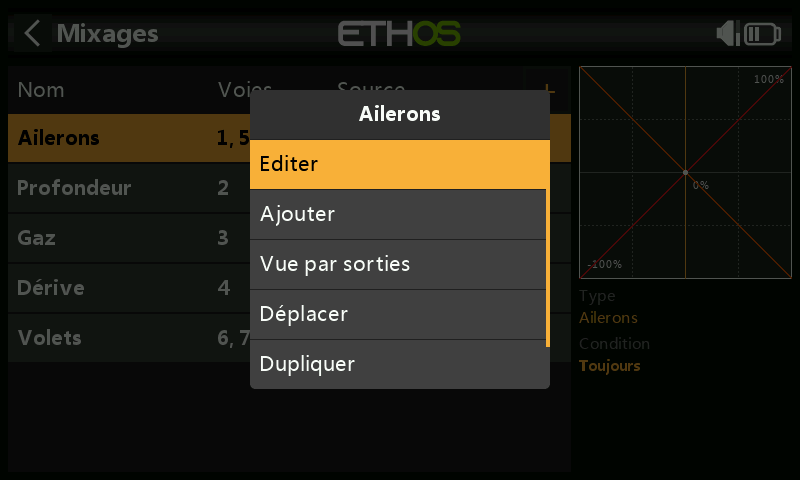 Mixages
ETHOS
Nom Voies Source +
Ailerons 1, 5
Profondeur 2
Gaz 3
Dérive 4
Volets 6, 7
Ailerons
Editer
Ajouter
Vue par sorties
Déplacer
Dupliquer
100%
0%
-100%
Type
Ailerons
Condition
Toujours